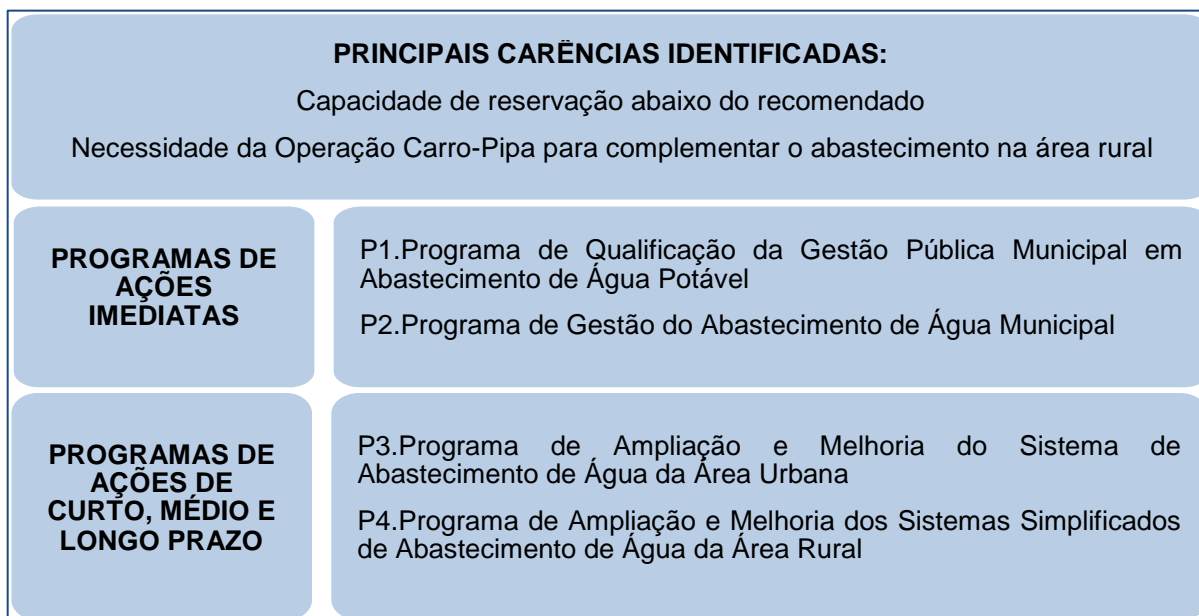 PRINCIPAIS CARÊNCIAS IDENTIFICADAS:
Capacidade de reservação abaixo do recomendado
Necessidade da Operação Carro-Pipa para complementar o abastecimento na área rural
PROGRAMAS DE
AÇÕES
IMEDIATAS
P1.Programa de Qualificação da Gestão Pública Municipal em
Abastecimento de Água Potável
P2.Programa de Gestão do Abastecimento de Água Municipal
PROGRAMAS DE
AÇÕES DE
CURTO, MÉDIO E
LONGO PRAZO
P3.Programa de Ampliação e Melhoria do Sistema de
Abastecimento de Água da Área Urbana
P4.Programa de Ampliação e Melhoria dos Sistemas Simplificados
de Abastecimento de Água da Área Rural